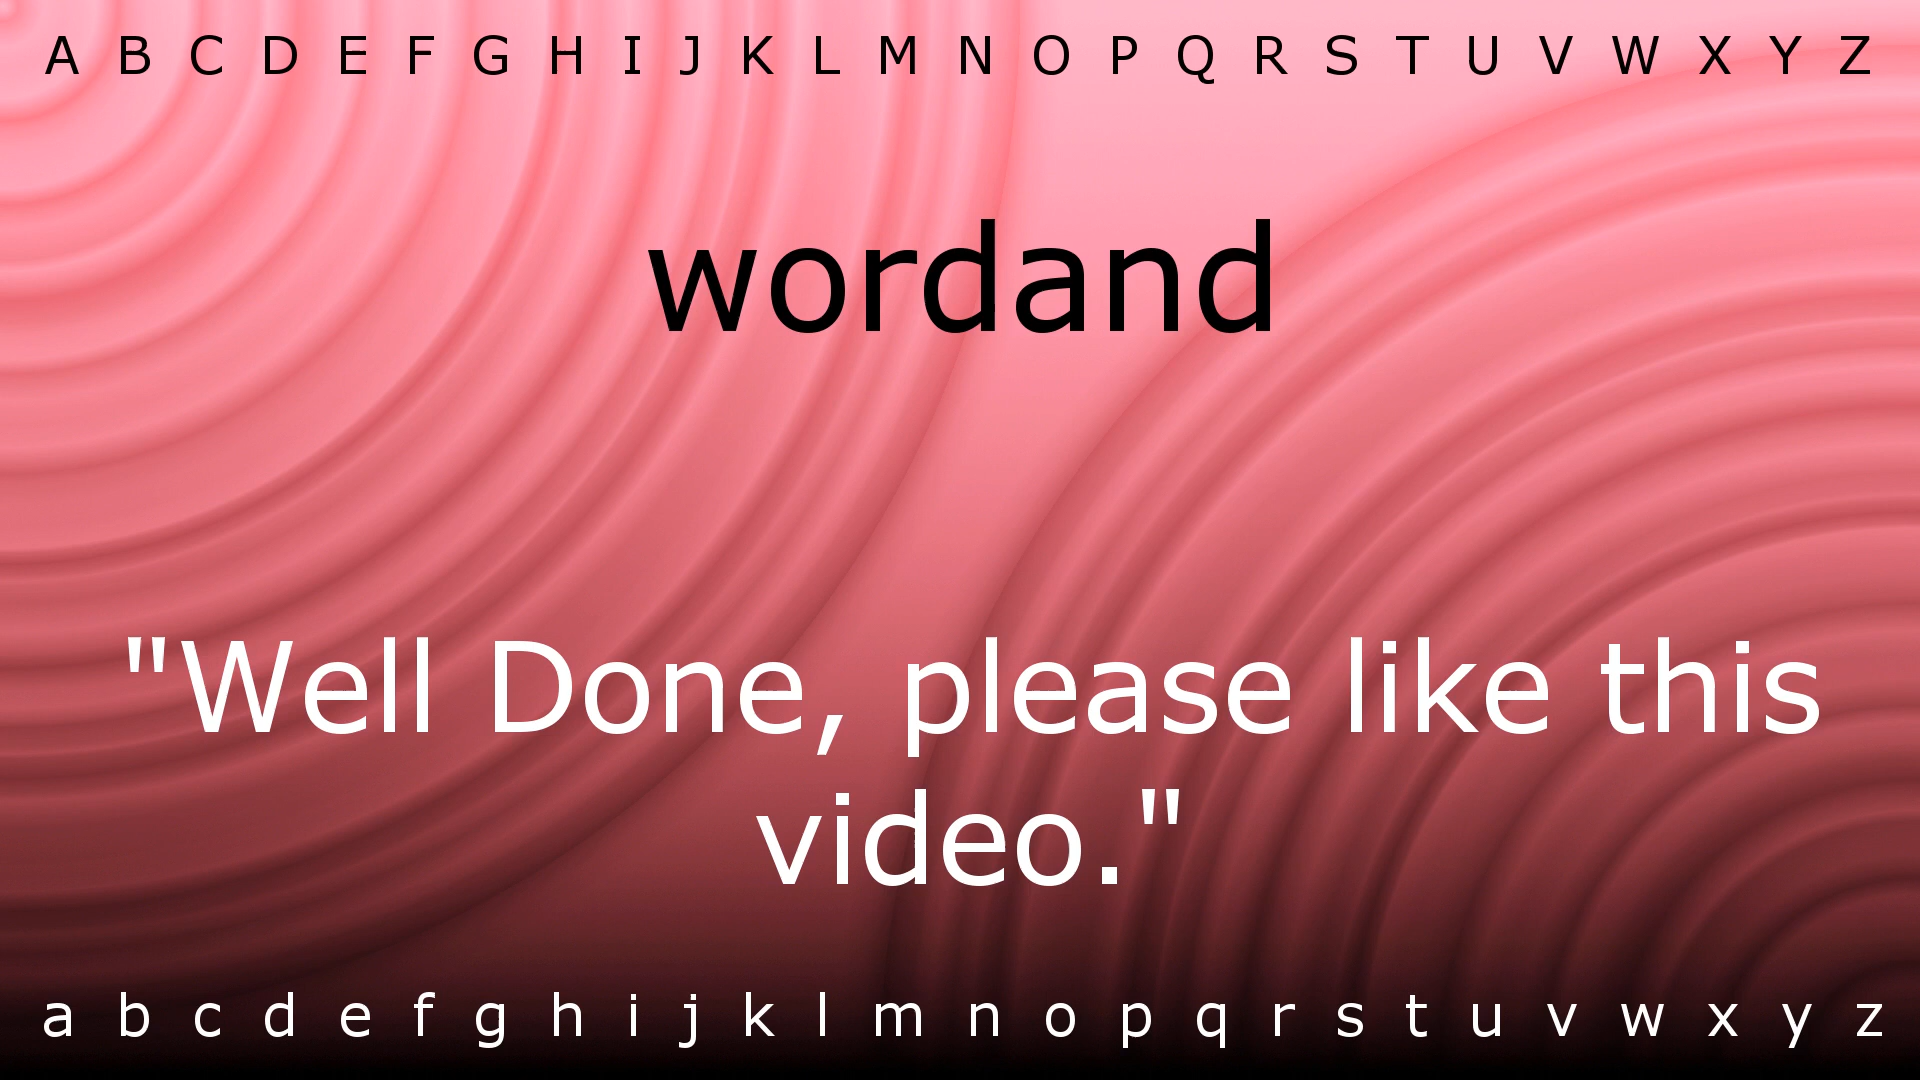 A B C D E F G H I J K L M N O P Q R S T U V W X Y Z
wordand
"Well Done, please like this
video."
a b c d e f g h i j k l m n o p q r s t u v w x y z